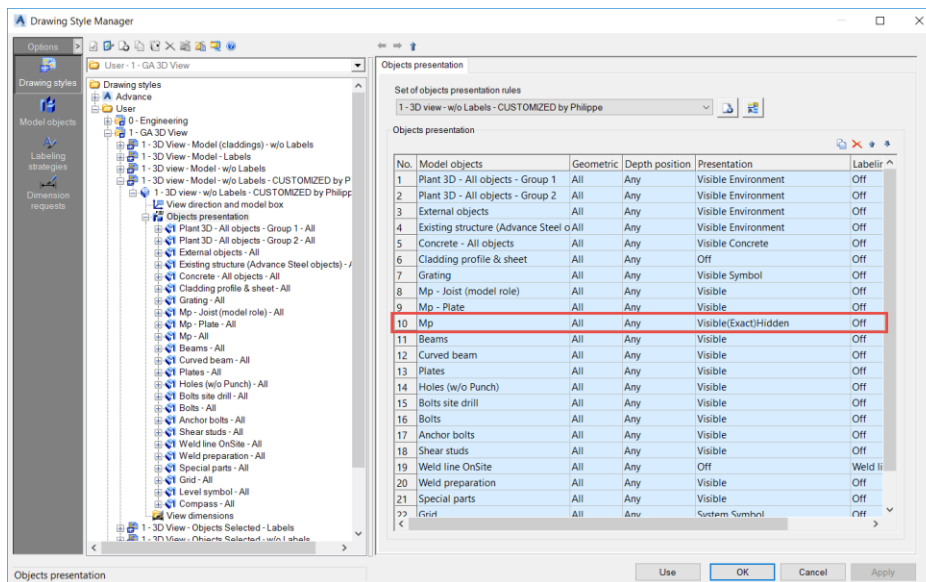 Drawing Style Manager
Options
Drawing styles
Model objects
Labeling strategies
Dimension requests
User - 1 - GA 3D View
Drawing styles
Advance
User
0 - Engineering
1 - GA 3D View
1 - 3D View - Model (claddings) - w/o Labels
1 - 3D View - Model - Labels
1 - 3D view - Model - w/o Labels
1 - 3D view - Model - w/o Labels - CUSTOMIZED by P
1 - 3D view - w/o Labels - CUSTOMIZED by Philipp
View direction and model box
Objects presentation
Plant 3D - All objects - Group 1 - All
Plant 3D - All objects - Group 2 - All
External objects - All
Existing structure (Advance Steel objects) - A
Concrete - All objects - All
Cladding profile & sheet - All
Grating - All
Mp - Joist (model role) - All
Mp - Plate - All
Mp - All
Beams - All
Curved beam - All
Plates - All
Holes (w/o Punch) - All
Bolts site drill - All
Bolts - All
Anchor bolts - All
Shear studs - All
Weld line OnSite - All
Weld preparation - All
Special parts - All
Grid - All
Level symbol - All
Compass - All
View dimensions
1 - 3D View - Objects Selected - Labels
1 - 3D View - Objects Selected - w/o Labels
Objects presentation
Set of objects presentation rules
1 - 3D view - w/o Labels - CUSTOMIZED by Philippe
Objects presentation
No. Model objects Geometric Depth position Presentation Labelir
1 Plant 3D - All objects - Group 1 All Any Visible Environment Off
2 Plant 3D - All objects - Group 2 All Any Visible Environment Off
3 External objects All Any Visible Environment Off
4 Existing structure (Advance Steel o All Any Visible Environment Off
5 Concrete - All objects All Any Visible Concrete Off
6 Cladding profile & sheet All Any Off Off
7 Grating All Any Visible Symbol Off
8 Mp - Joist (model role) All Any Visible Off
9 Mp - Plate All Any Visible Off
10 Mp All Any Visible(Exact)Hidden Off
11 Beams All Any Visible Off
12 Curved beam All Any Visible Off
13 Plates All Any Visible Off
14 Holes (w/o Punch) All Any Visible Off
15 Bolts site drill All Any Visible Off
16 Bolts All Any Visible Off
17 Anchor bolts All Any Visible Off
18 Shear studs All Any Visible Off
19 Weld line OnSite All Any Off Weld li
20 Weld preparation All Any Visible Off
21 Special parts All Any Visible Off
22 Grid All Any System Symbol Off
Use OK Cancel Apply
Objects presentation